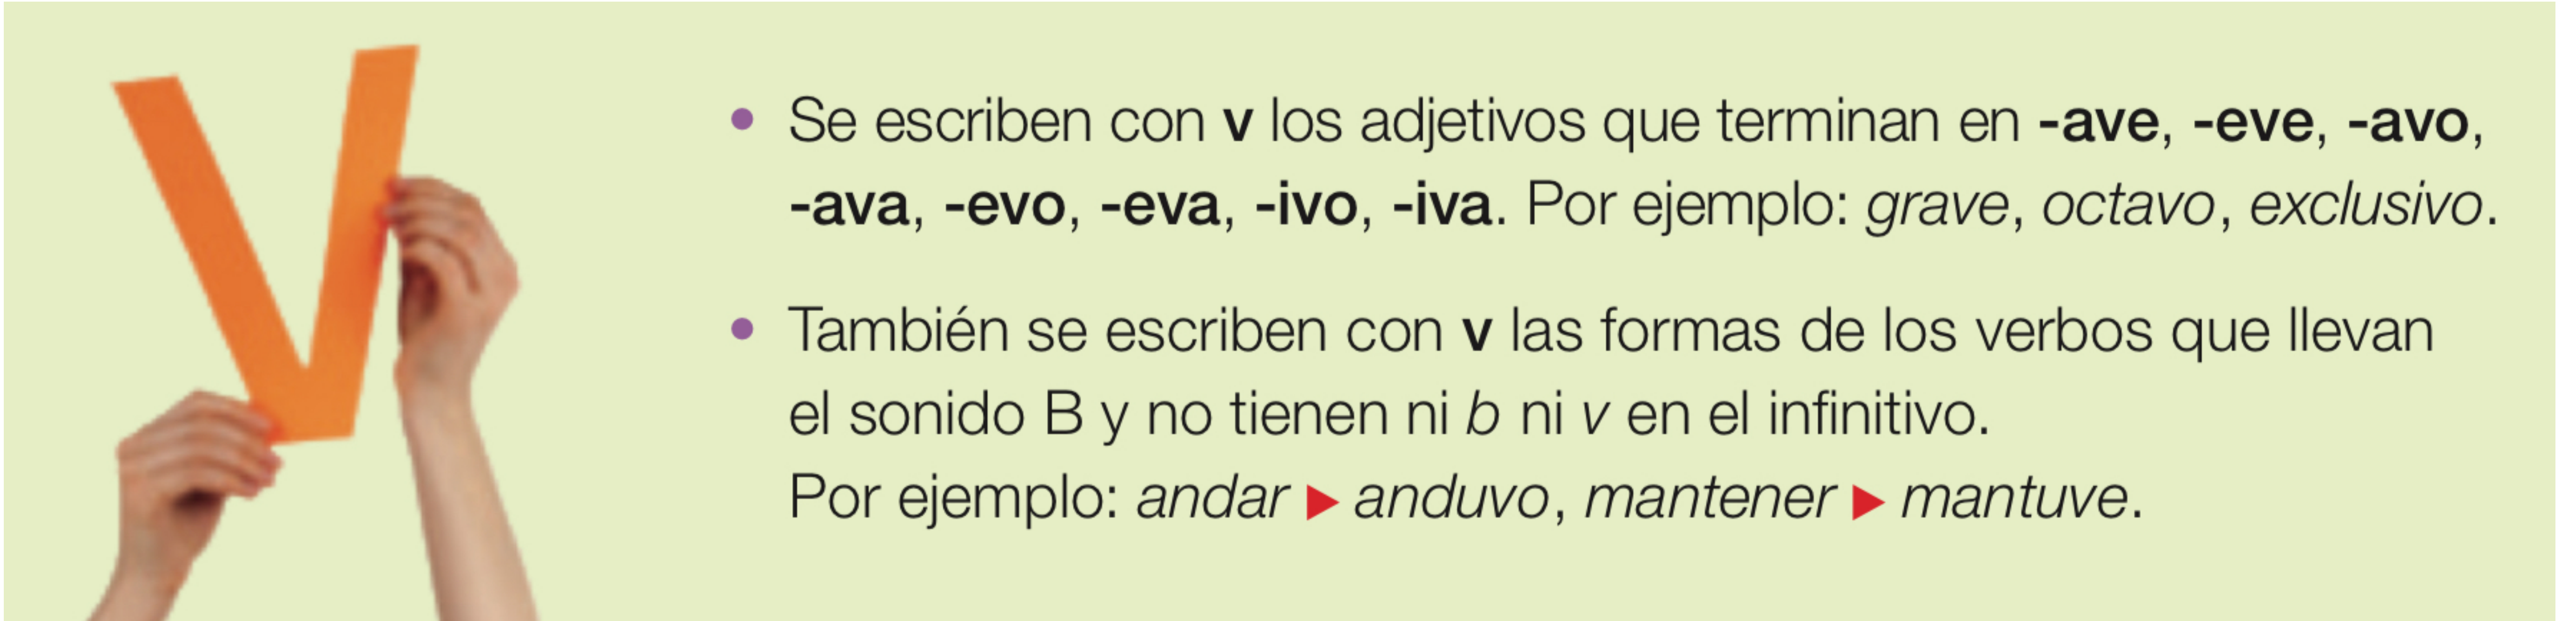 • Se escriben con v los adjetivos que terminan en -ave, -eve, -avo,
-ava, -evo, -eva, -ivo, -iva. Por ejemplo: grave, octavo, exclusivo.
• También se escriben con v las formas de los verbos que llevan
el sonido B y no tienen ni b ni v en el infinitivo.
Por ejemplo: andar ▶ anduvo, mantener ▶ mantuve.